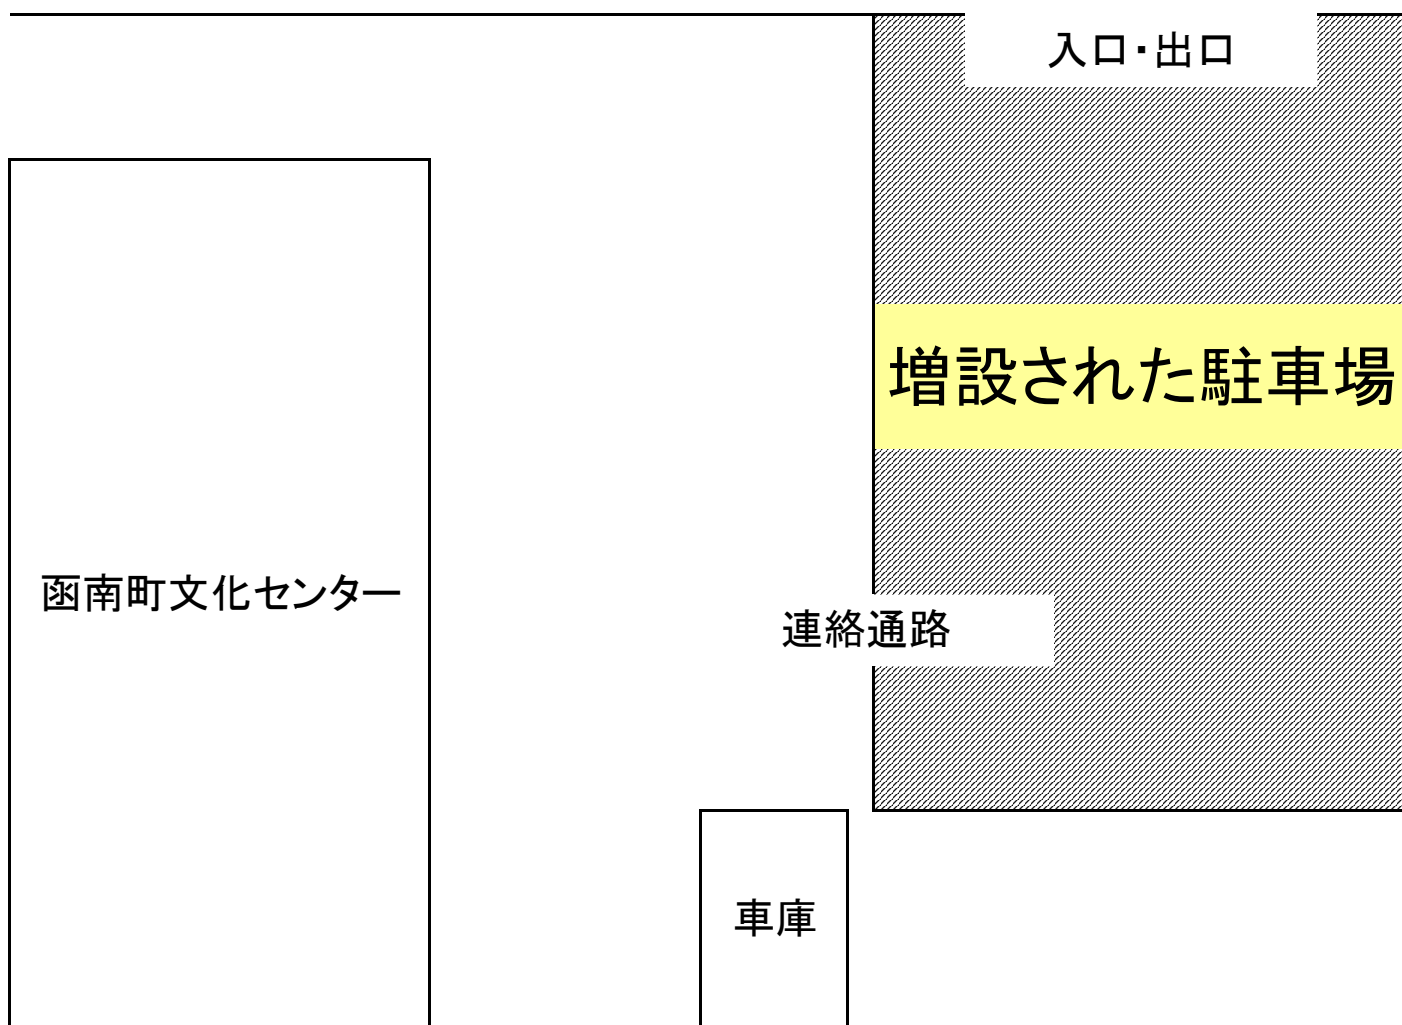 入口・出口
増設された駐車場
函南町文化センター
連絡通路
車庫